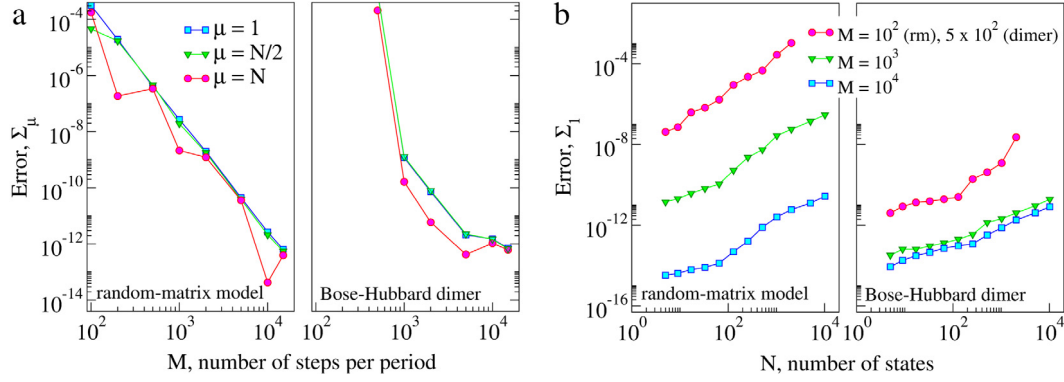 a
Error, Σ_μ
10^-4
10^-6
10^-8
10^-10
10^-12
10^-14
μ = 1
μ = N/2
μ = N
random-matrix model
Bose-Hubbard dimer
10^2
10^3
10^4
10^2
10^3
10^4
M, number of steps per period
b
Error, Σ_1
10^-4
10^-8
10^-12
10^-16
M = 10^2 (rm), 5 x 10^2 (dimer)
M = 10^3
M = 10^4
random-matrix model
Bose-Hubbard dimer
10^0
10^2
10^4
10^0
10^2
10^4
N, number of states